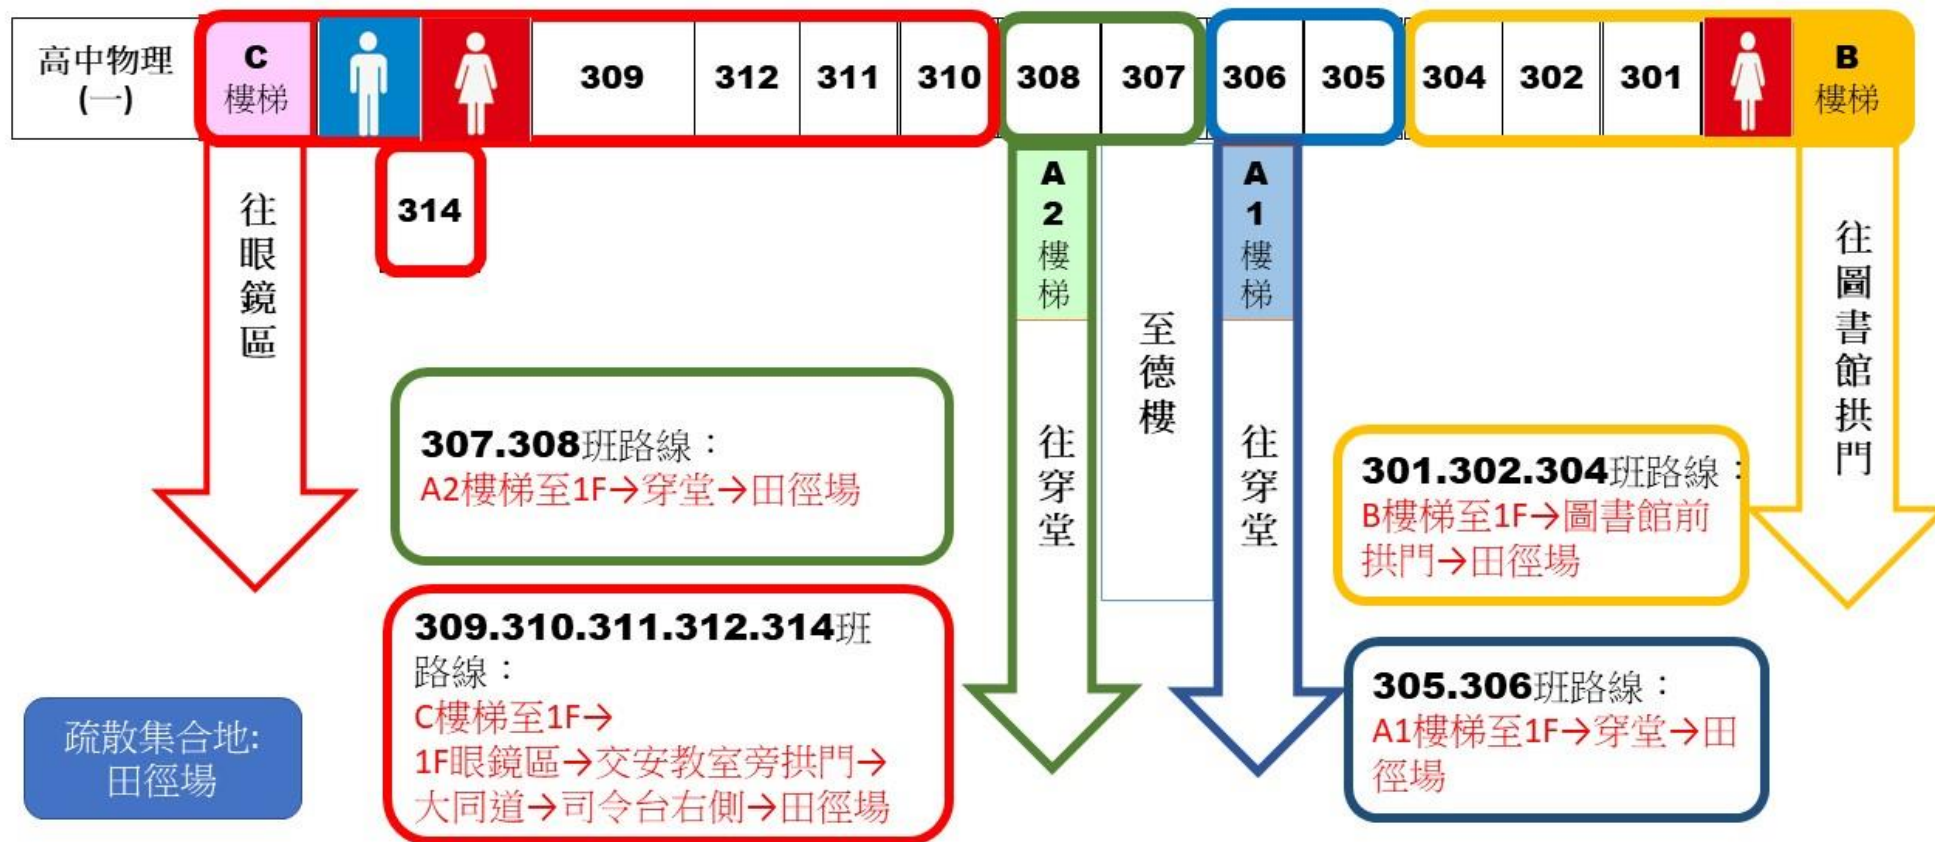 高中物理
(一)
C
樓梯
309
312
311
310
308
307
306
305
304
302
301
B
樓梯
314
往眼鏡區
A
2
樓
梯
往穿堂
至德樓
A
1
樓
梯
往穿堂
往圖書館拱門
307.308班路線：
A2樓梯至1F→穿堂→田徑場
301.302.304班路線：
B樓梯至1F→圖書館前
拱門→田徑場
309.310.311.312.314班
路線：
C樓梯至1F→
1F眼鏡區→交安教室旁拱門→
大同道→司令台右側→田徑場
305.306班路線：
A1樓梯至1F→穿堂→田
徑場
疏散集合地:
田徑場